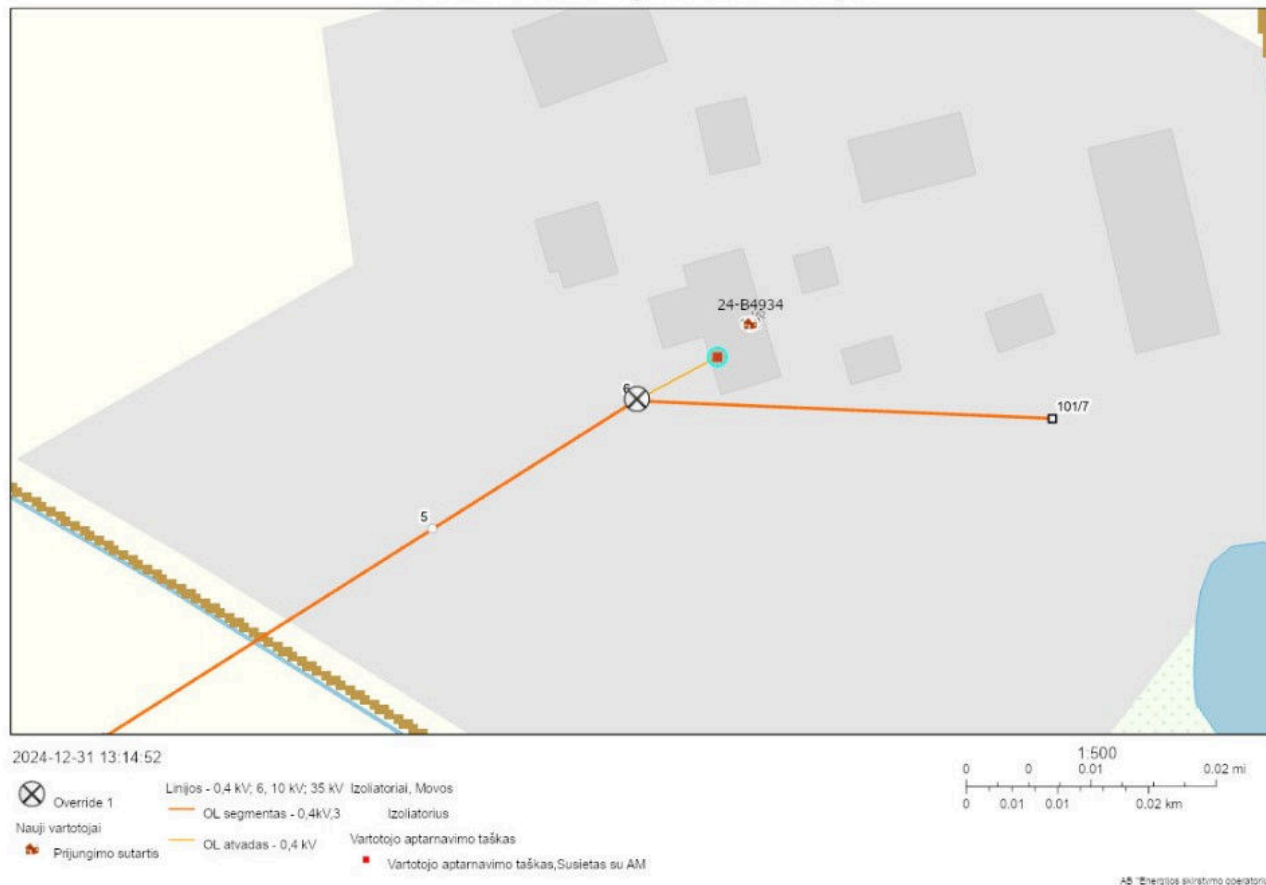 24-B4934
6
101/7
5
2024-12-31 13:14:52
1:500
0 0 0.01 0.02 mi
0 0.01 0.01 0.02 km
Override 1
Nauji vartotojai
Prijungimo sutartis
Linijos - 0,4 kV; 6, 10 kV; 35 kV
OL segmentas - 0,4kV,3
OL atvadas - 0,4 kV
Izoliatoriai, Movos
Izoliatorius
Vartotojo aptarnavimo taškas
Vartotojo aptarnavimo taškas,Susietas su AM
AB "Energijos skirstymo